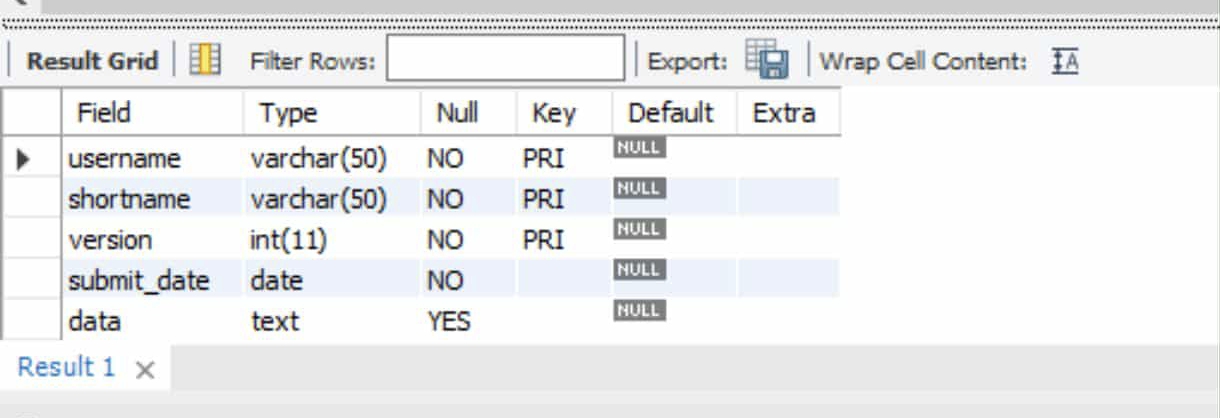 Result Grid Filter Rows: Export: Wrap Cell Content: A
Field Type Null Key Default Extra
username varchar(50) NO PRI NULL
shortname varchar(50) NO PRI NULL
version int(11) NO PRI NULL
submit_date date NO NULL
data text YES NULL
Result 1